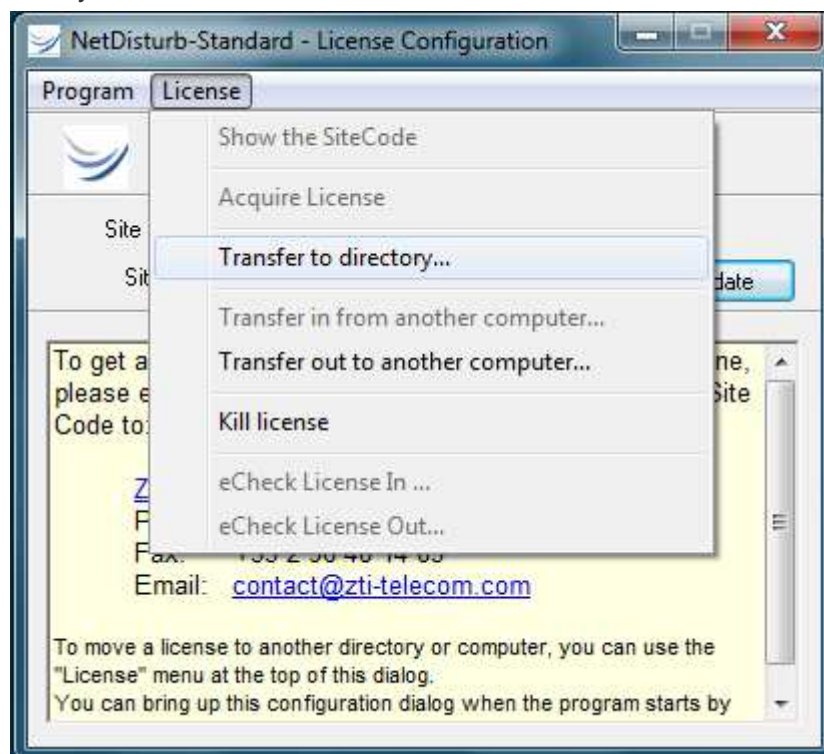 NetDisturb-Standard - License Configuration
Program License
Show the SiteCode
Acquire License
Site
Transfer to directory...
Sit date
Transfer in from another computer...
To get a Transfer out to another computer... ne,
please e Site
Code to: Kill license
eCheck License In ...
eCheck License Out...
Fax:
Email: contact@zti-telecom.com
To move a license to another directory or computer, you can use the
"License" menu at the top of this dialog.
You can bring up this configuration dialog when the program starts by